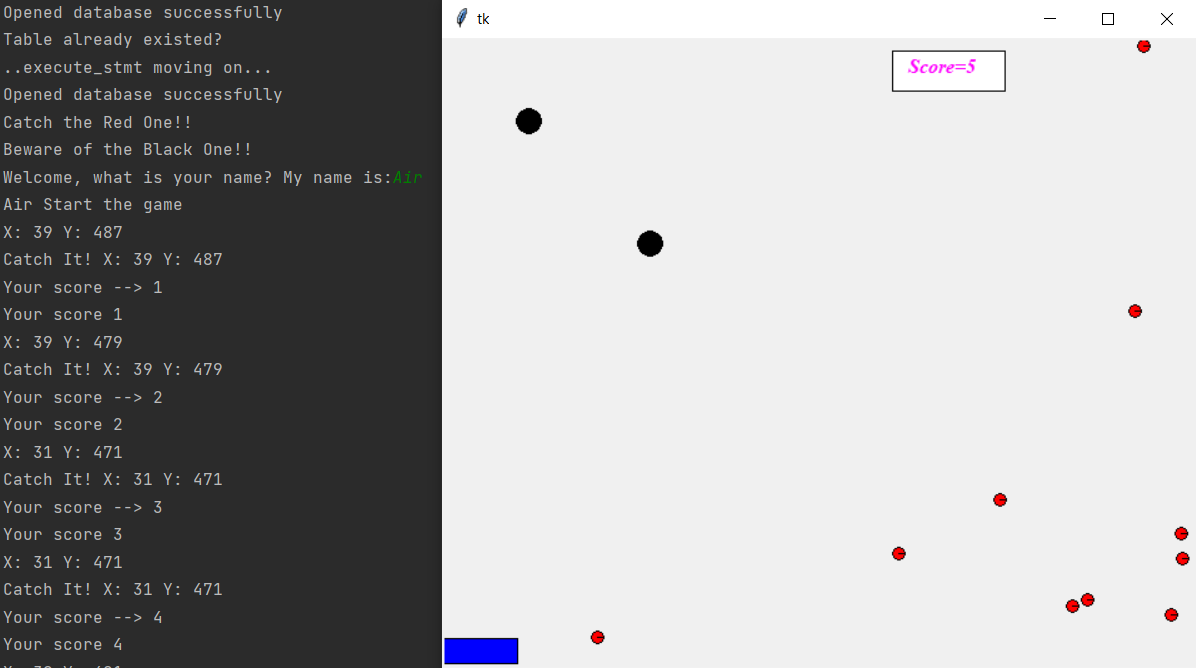 Opened database successfully
Table already existed?
..execute_stmt moving on...
Opened database successfully
Catch the Red One!!
Beware of the Black One!!
Welcome, what is your name? My name is:Air
Air Start the game
X: 39 Y: 487
Catch It! X: 39 Y: 487
Your score --> 1
Your score 1
X: 39 Y: 479
Catch It! X: 39 Y: 479
Your score --> 2
Your score 2
X: 31 Y: 471
Catch It! X: 31 Y: 471
Your score --> 3
Your score 3
X: 31 Y: 471
Catch It! X: 31 Y: 471
Your score --> 4
Your score 4
tk
Score=5